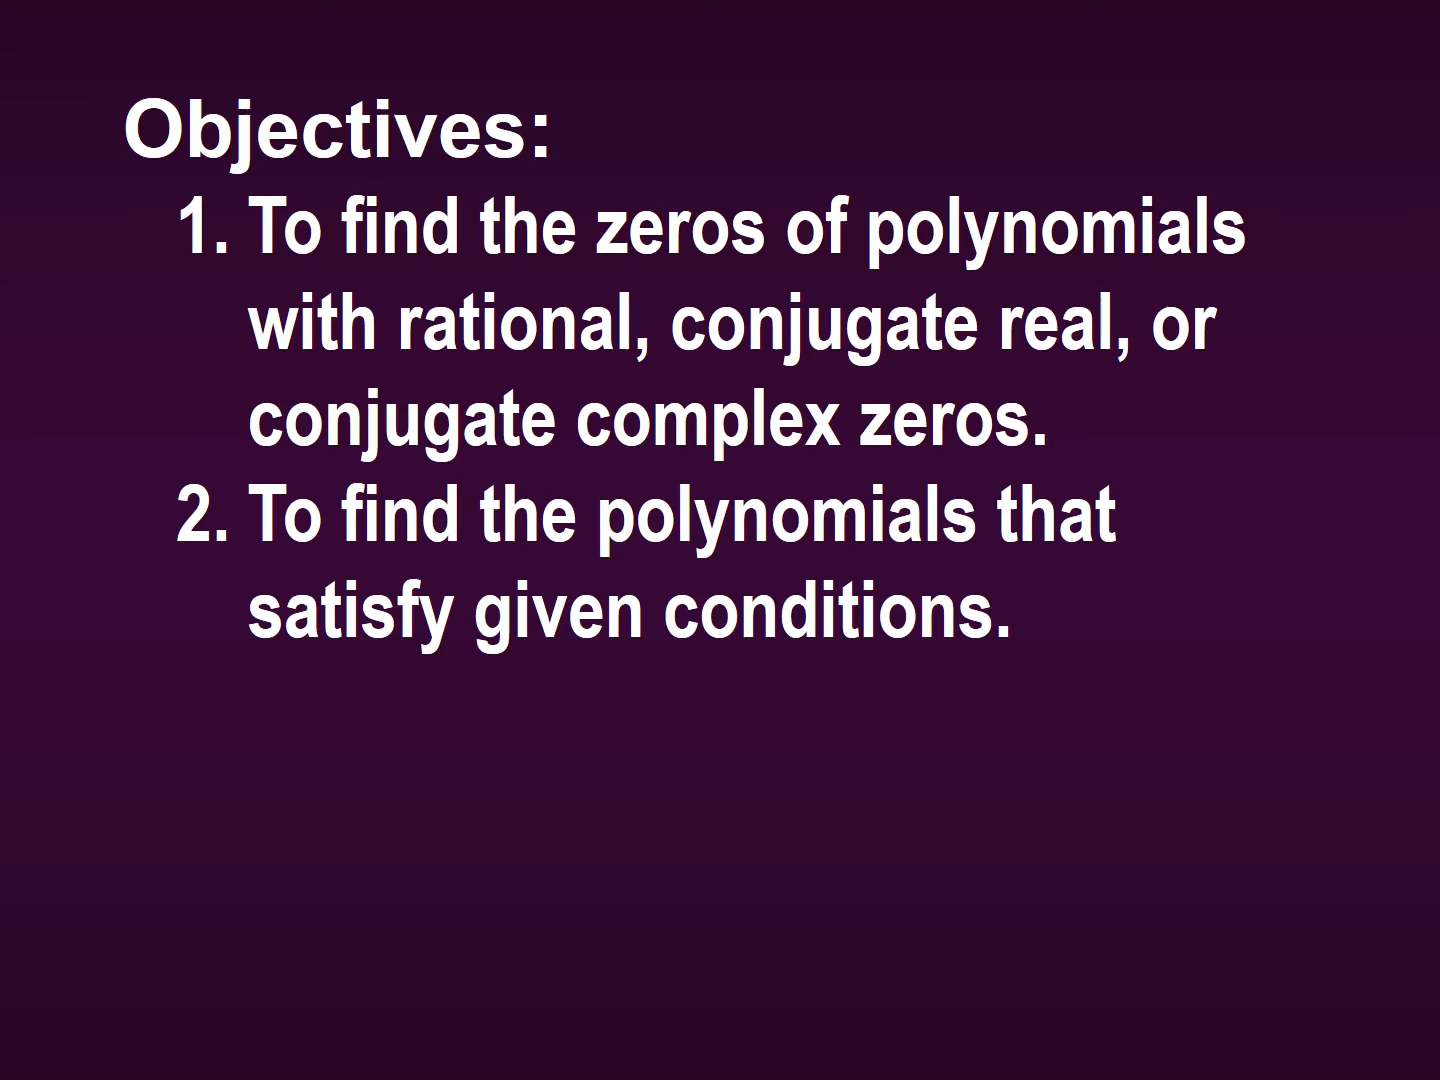 Objectives:
1. To find the zeros of polynomials
with rational, conjugate real, or
conjugate complex zeros.
2. To find the polynomials that
satisfy given conditions.